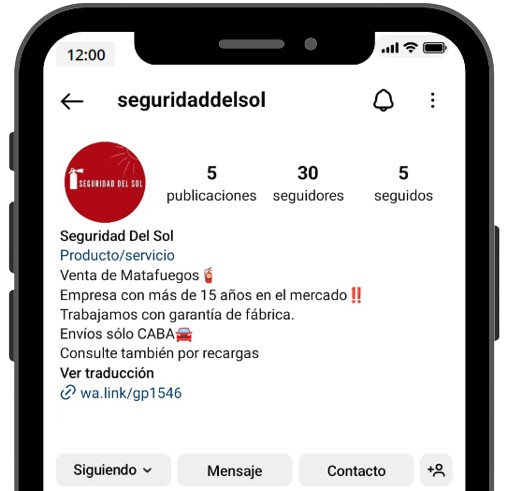 12:00
seguridaddelsol
SEGURIDAD DEL SOL
5 30 5
publicaciones seguidores seguidos
Seguridad Del Sol
Producto/servicio
Venta de Matafuegos🧯
Empresa con más de 15 años en el mercado‼️
Trabajamos con garantía de fábrica.
Envíos sólo CABA🚘
Consulte también por recargas
Ver traducción
wa.link/gp1546
Siguiendo Mensaje Contacto